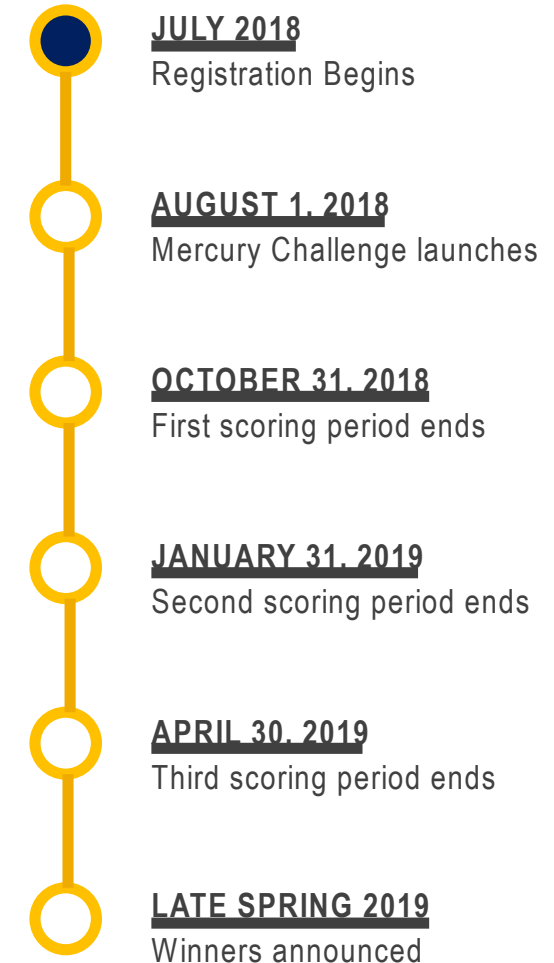 JULY 2018
Registration Begins
AUGUST 1, 2018
Mercury Challenge launches
OCTOBER 31, 2018
First scoring period ends
JANUARY 31, 2019
Second scoring period ends
APRIL 30, 2019
Third scoring period ends
LATE SPRING 2019
Winners announced